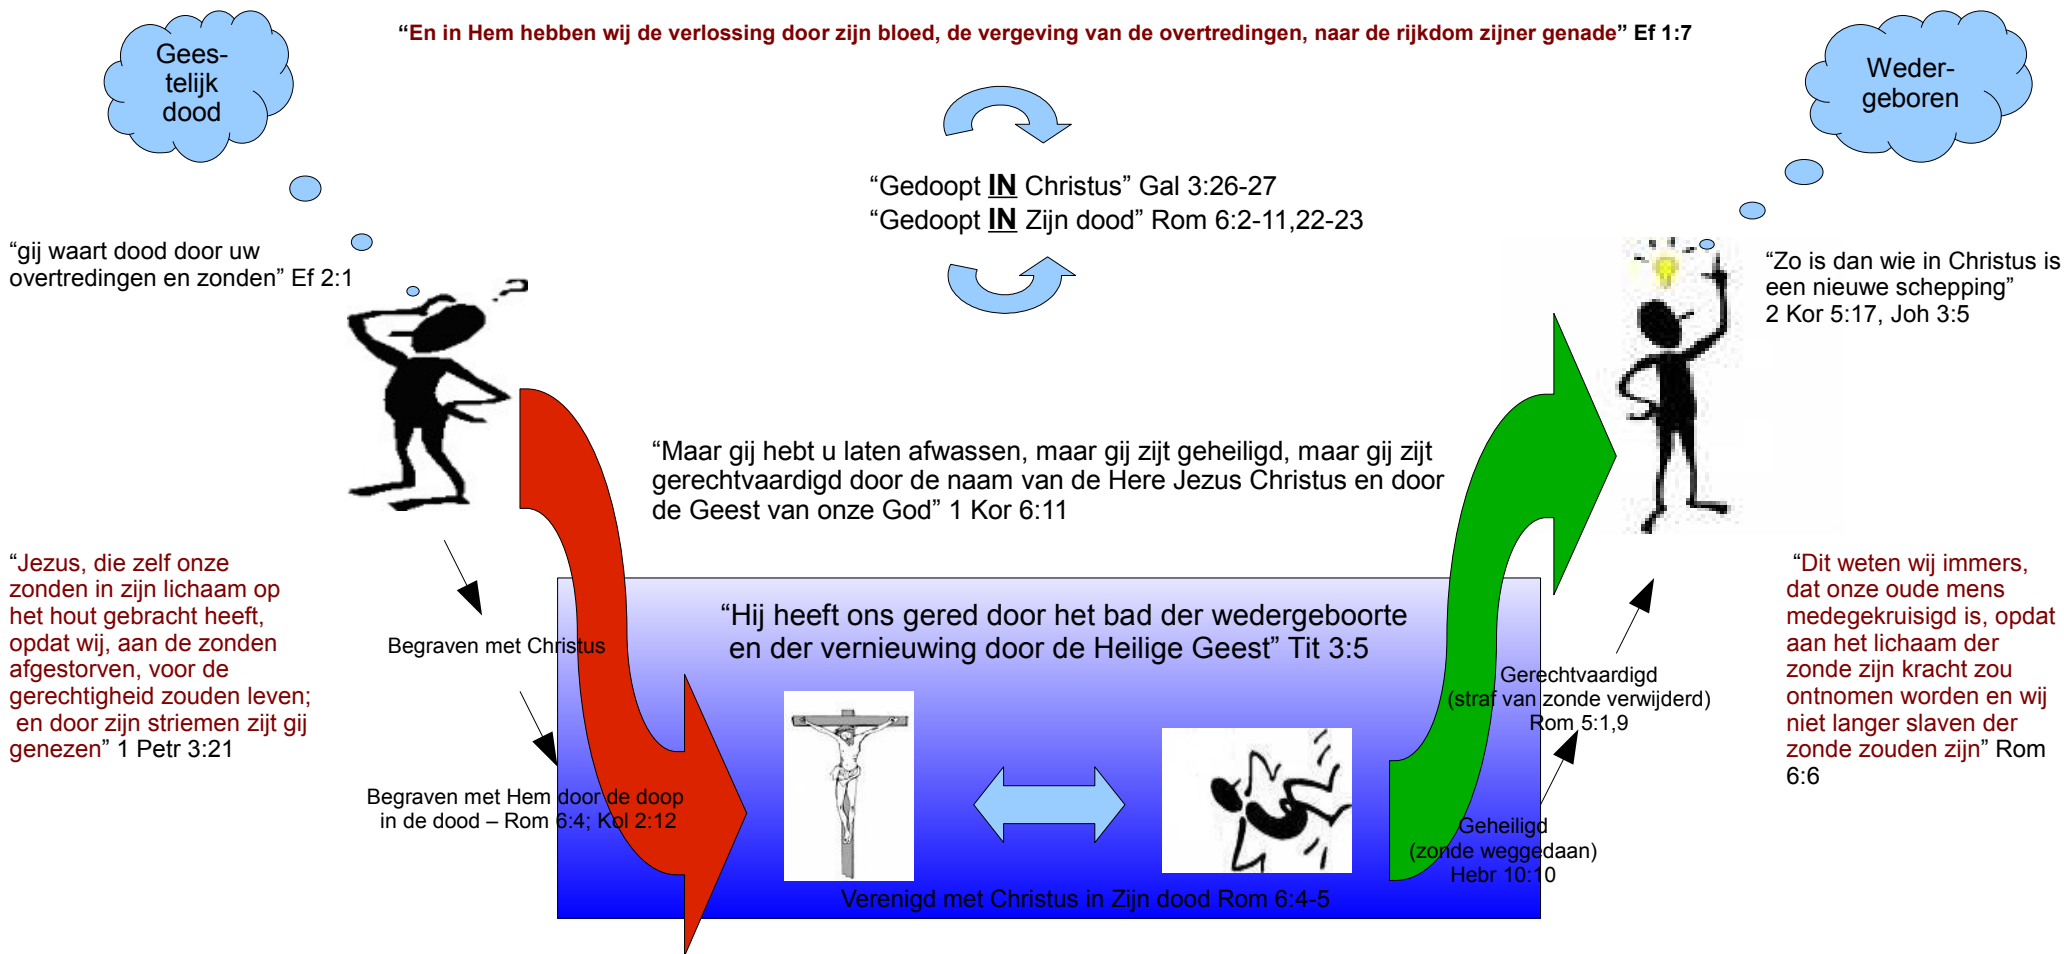 “En in Hem hebben wij de verlossing door zijn bloed, de vergeving van de overtredingen, naar de rijkdom zijner genade” Ef 1:7
Gees-
telijk
dood
Weder-
geboren
“Gedoopt IN Christus” Gal 3:26-27
“Gedoopt IN Zijn dood” Rom 6:2-11,22-23
“gij waart dood door uw
overtredingen en zonden” Ef 2:1
“Zo is dan wie in Christus is
een nieuwe schepping”
2 Kor 5:17, Joh 3:5
“Maar gij hebt u laten afwassen, maar gij zijt geheiligd, maar gij zijt
gerechtvaardigd door de naam van de Here Jezus Christus en door
de Geest van onze God” 1 Kor 6:11
“Jezus, die zelf onze
zonden in zijn lichaam op
het hout gebracht heeft,
opdat wij, aan de zonden
afgestorven, voor de
gerechtigheid zouden leven;
en door zijn striemen zijt gij
genezen” 1 Petr 3:21
Begraven met Christus
Begraven met Hem door de doop
in de dood – Rom 6:4; Kol 2:12
“Hij heeft ons gered door het bad der wedergeboorte
en der vernieuwing door de Heilige Geest” Tit 3:5
Verenigd met Christus in Zijn dood Rom 6:4-5
Gerechtvaardigd
(straf van zonde verwijderd)
Rom 5:1,9
Geheiligd
(zonde weggedaan)
Hebr 10:10
“Dit weten wij immers,
dat onze oude mens
medegekruisigd is, opdat
aan het lichaam der
zonde zijn kracht zou
ontnomen worden en wij
niet langer slaven der
zonde zouden zijn” Rom
6:6